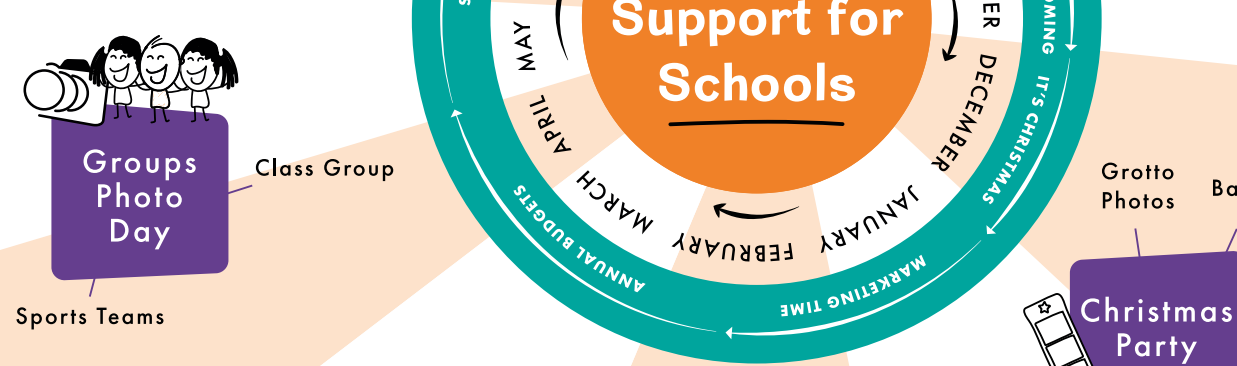 Support for
Schools
MAY
APRIL
MARCH
FEBRUARY
JANUARY
DECEMBER
ANNUAL BUDGETS
MARKETING TIME
IT'S CHRISTMAS
Groups
Photo
Day
Class Group
Sports Teams
Grotto
Photos
Christmas
Party